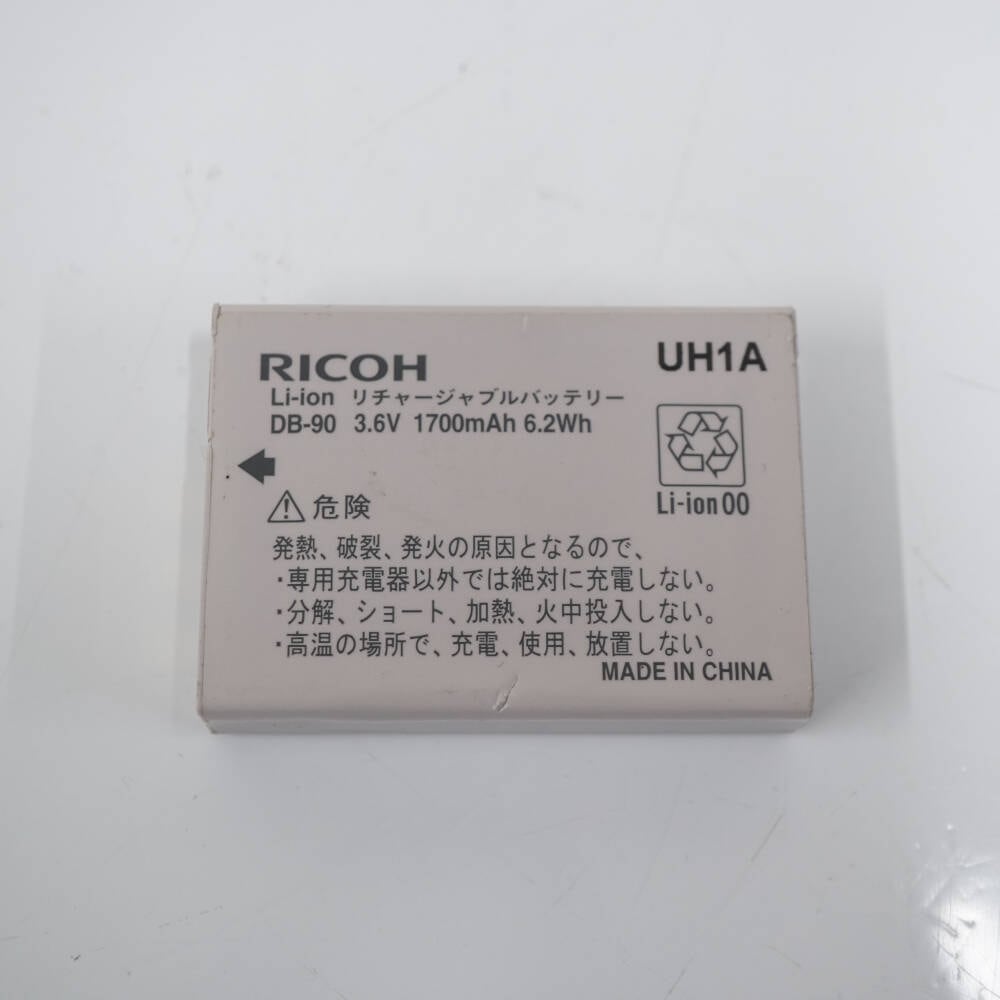 RICOH
UH1A
Li-ion リチャージャブルバッテリー
DB-90 3.6V 1700mAh 6.2Wh
Li-ion 00
危険
発熱、破裂、発火の原因となるので、
・専用充電器以外では絶対に充電しない。
・分解、ショート、加熱、火中投入しない。
・高温の場所で、充電、使用、放置しない。
MADE IN CHINA